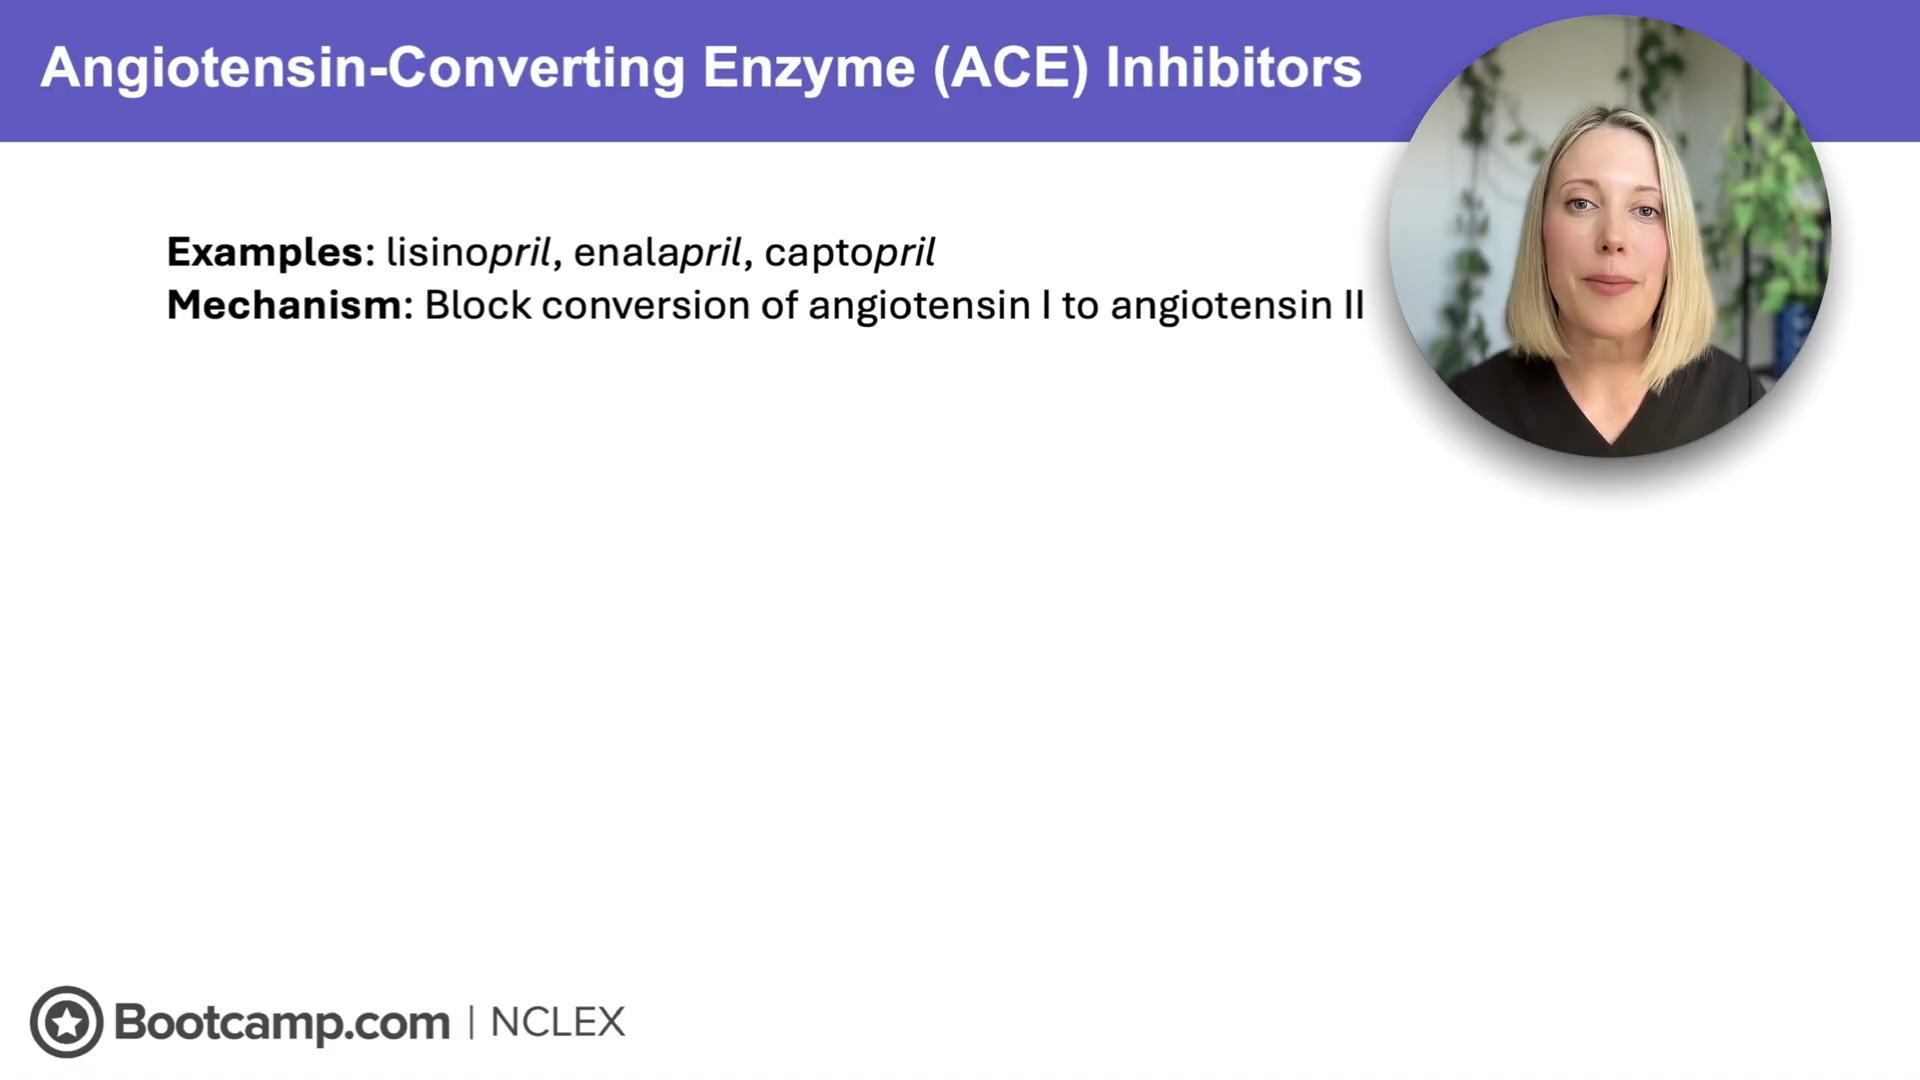 Angiotensin-Converting Enzyme (ACE) Inhibitors
Examples: lisinopril, enalapril, captopril
Mechanism: Block conversion of angiotensin I to angiotensin II
Bootcamp.com | NCLEX